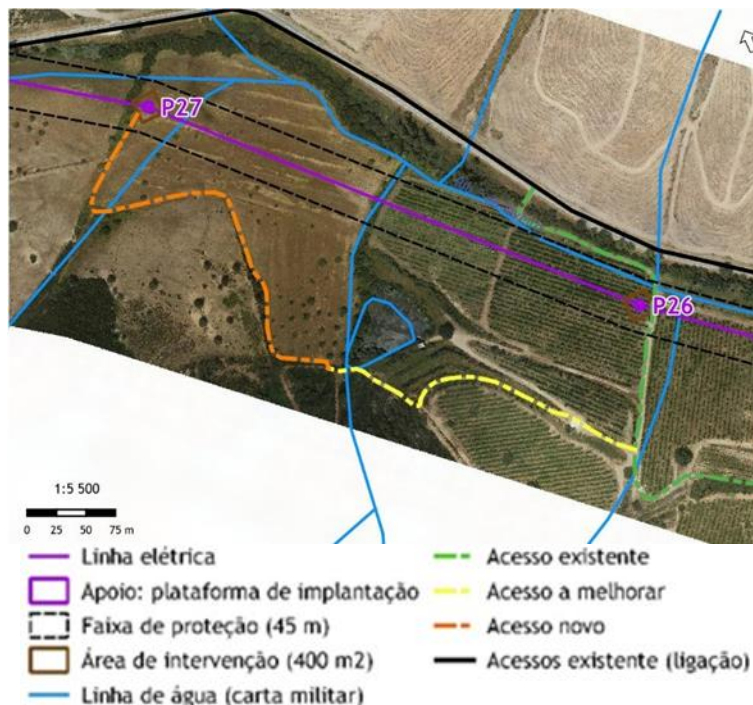 P27
P26
1:5 500
0 25 50 75 m
Linha elétrica
Apoio: plataforma de implantação
Faixa de proteção (45 m)
Área de intervenção (400 m2)
Linha de água (carta militar)
Acesso existente
Acesso a melhorar
Acesso novo
Acessos existente (ligação)